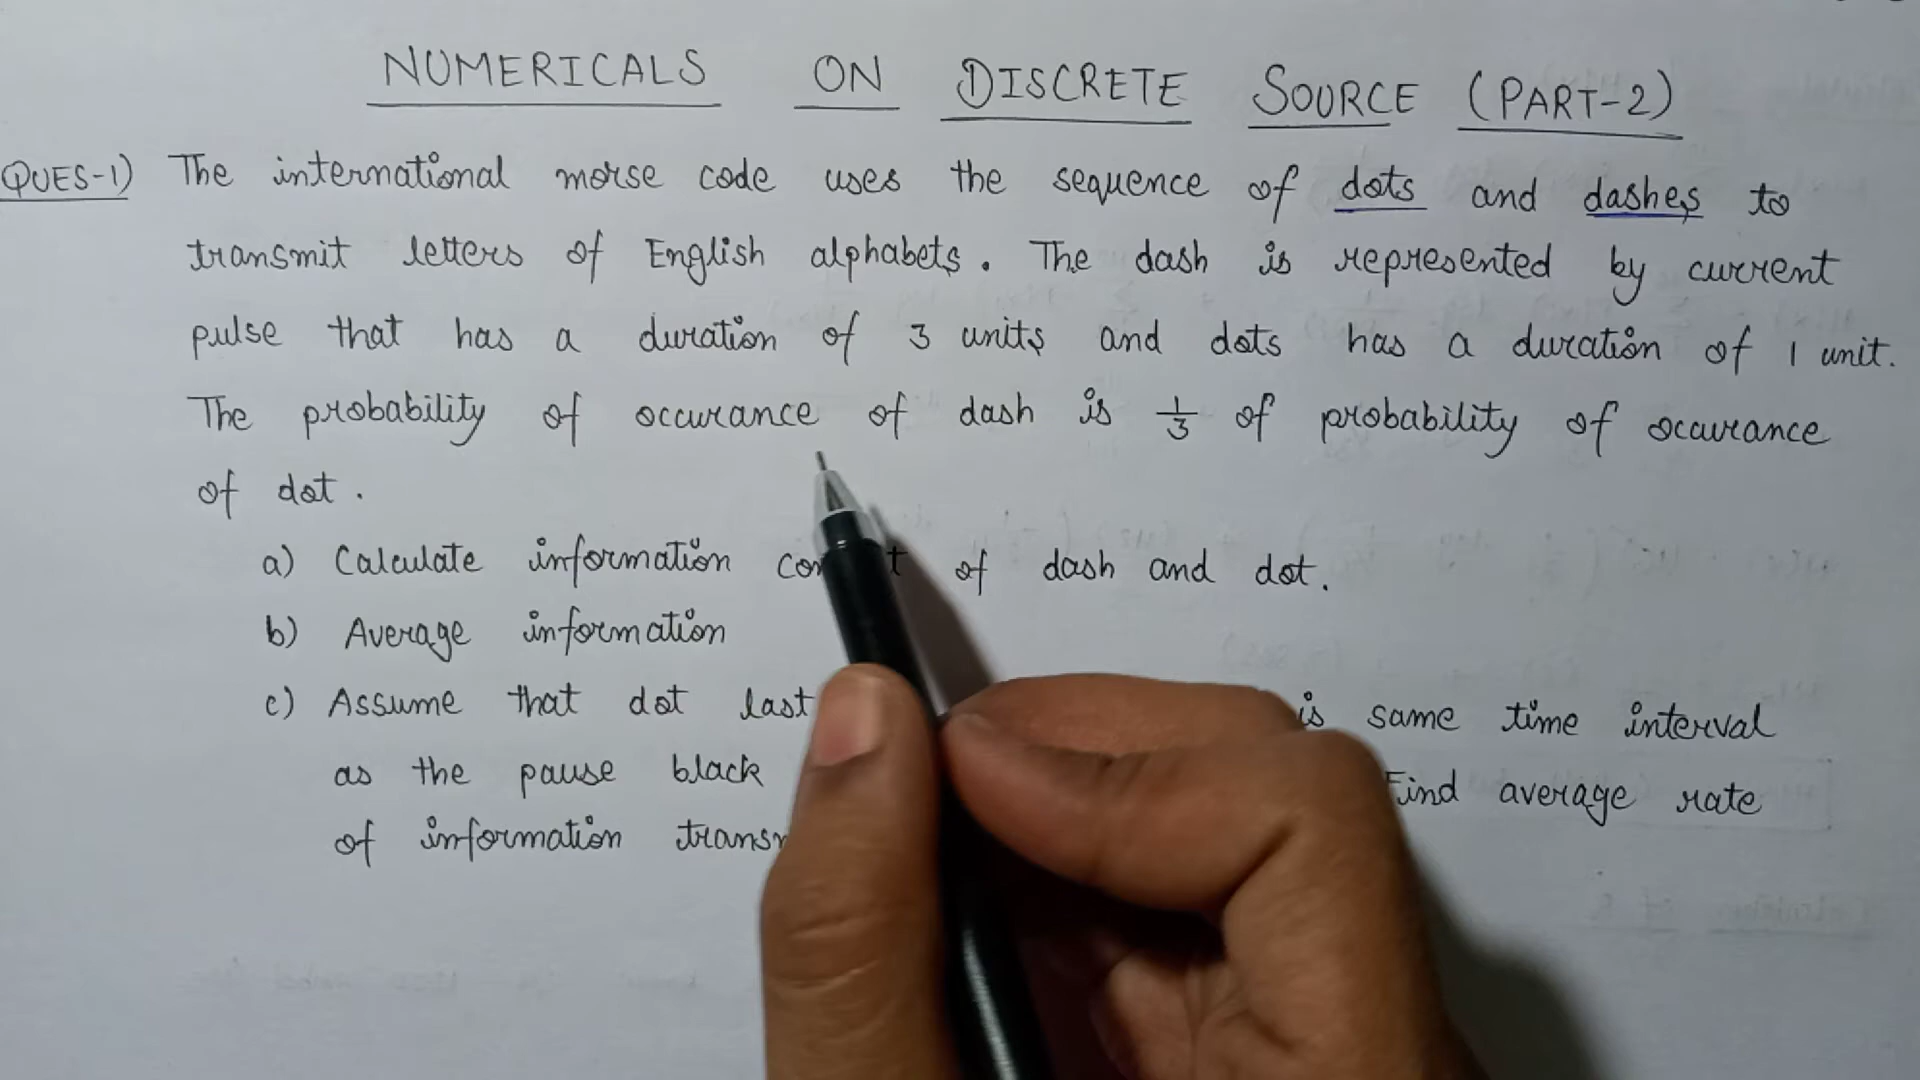 NUMERICALS ON DISCRETE SOURCE (PART-2)
QUES-1) The international morse code uses the sequence of dots and dashes to
transmit letters of English alphabets. The dash is represented by current
pulse that has a duration of 3 units and dots has a duration of 1 unit.
The probability of occurance of dash is 1/3 of probability of occurance
of dot.
a) Calculate information of dash and dot.
b) Average information
c) Assume that dot last is same time interval
as the pause black Find average rate
of information